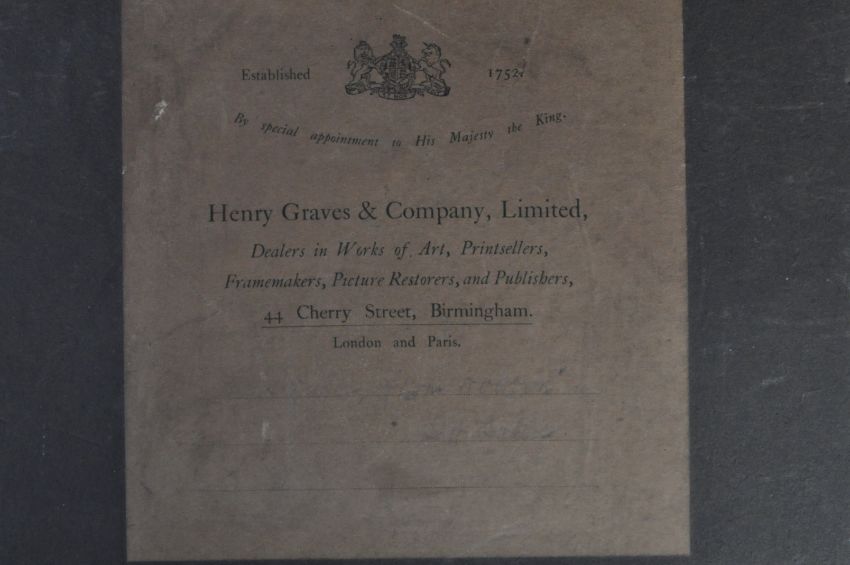 Established 1752.
By special appointment to His Majesty the King.
Henry Graves & Company, Limited,
Dealers in Works of Art, Printsellers,
Framemakers, Picture Restorers, and Publishers,
44 Cherry Street, Birmingham.
London and Paris.